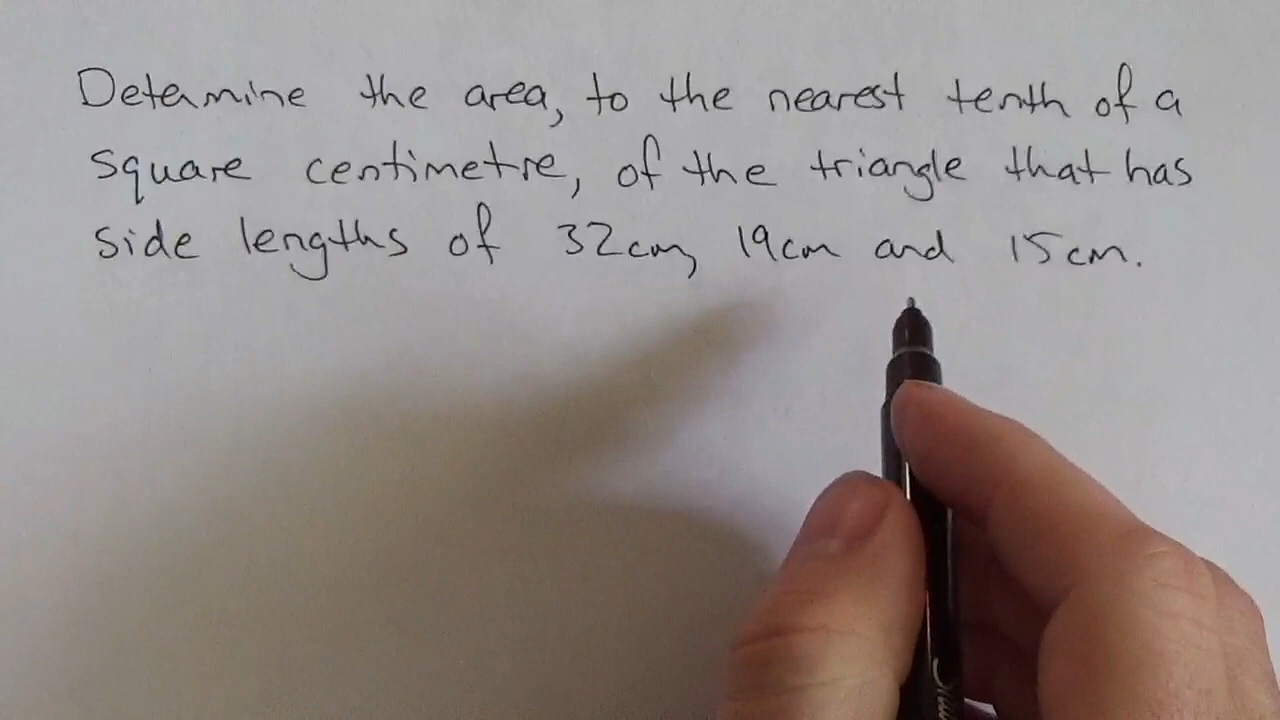 Determine the area, to the nearest tenth of a
square centimetre, of the triangle that has
side lengths of 32cm, 19cm and 15cm.